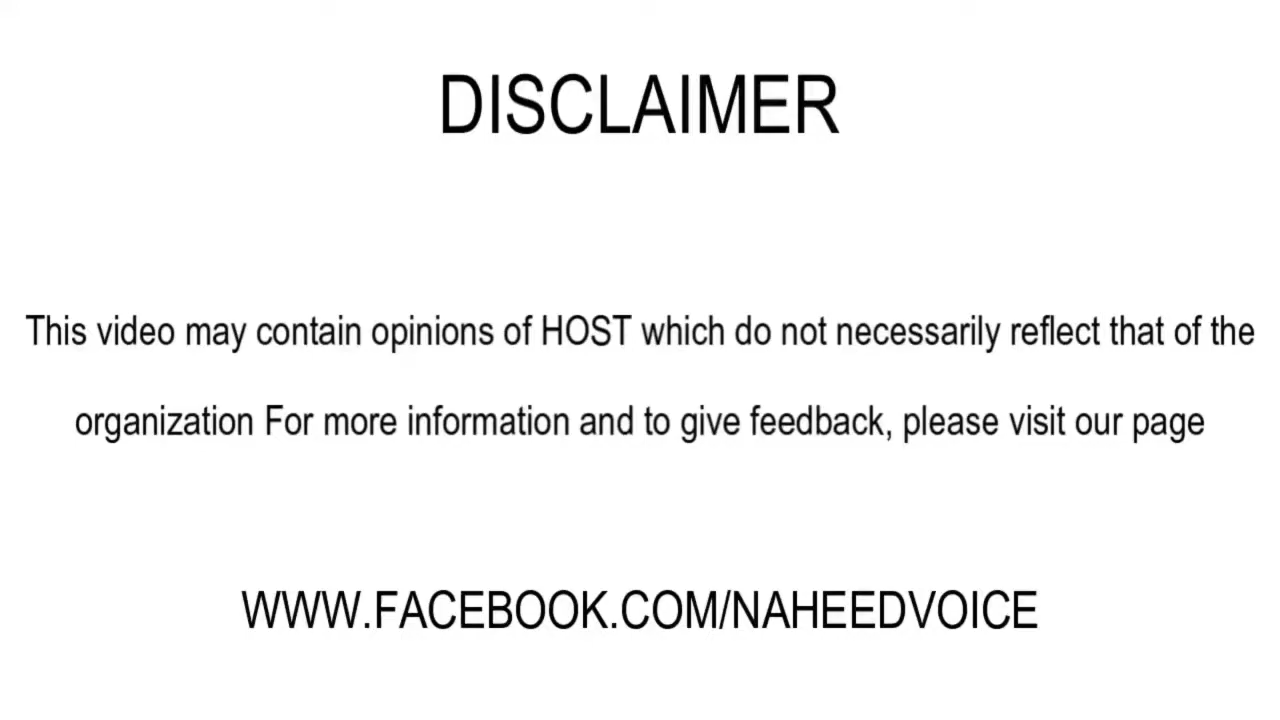 DISCLAIMER
This video may contain opinions of HOST which do not necessarily reflect that of the
organization For more information and to give feedback, please visit our page
WWW.FACEBOOK.COM/NAHEEDVOICE